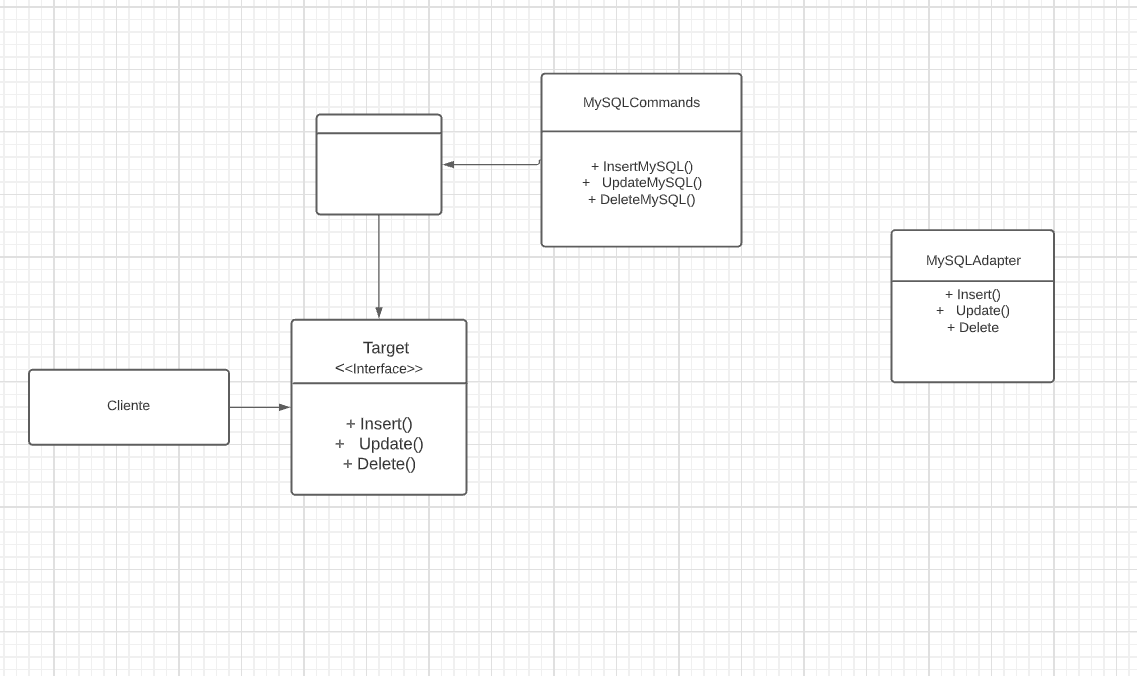 MySQLCommands
+ InsertMySQL()
+ UpdateMySQL()
+ DeleteMySQL()
MySQLAdapter
+ Insert()
+ Update()
+ Delete
Target
<<Interface>>
+ Insert()
+ Update()
+ Delete()
Cliente